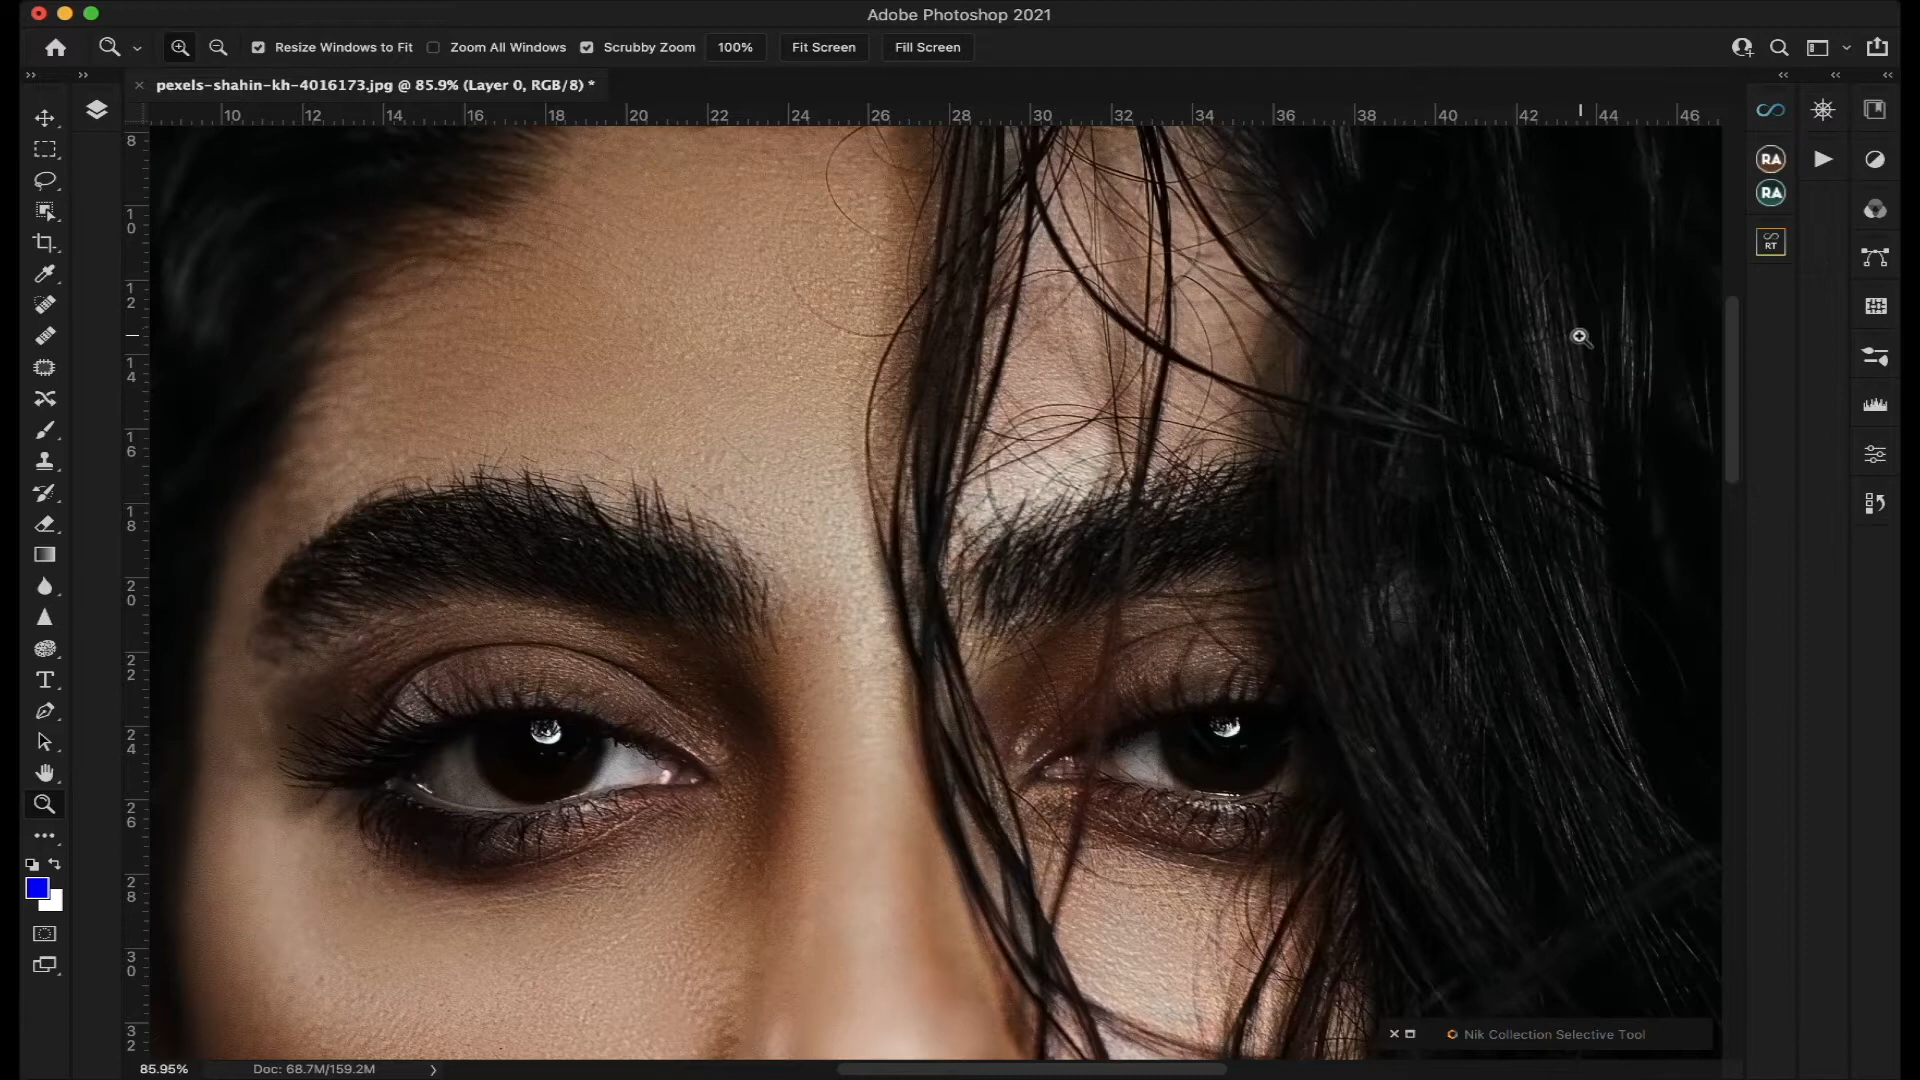 Adobe Photoshop 2021
Resize Windows to Fit Zoom All Windows Scrubby Zoom 100% Fit Screen Fill Screen
pexels-shahin-kh-4016173.jpg @ 85.9% (Layer 0, RGB/8) *
10 12 14 16 18 20 22 24 26 28 30 32 34 36 38 40 42 44 46
8
10
12
14
16
18
20
22
24
26
28
30
32
RA
RA
RT
Nik Collection Selective Tool
85.95% Doc: 68.7M/159.2M